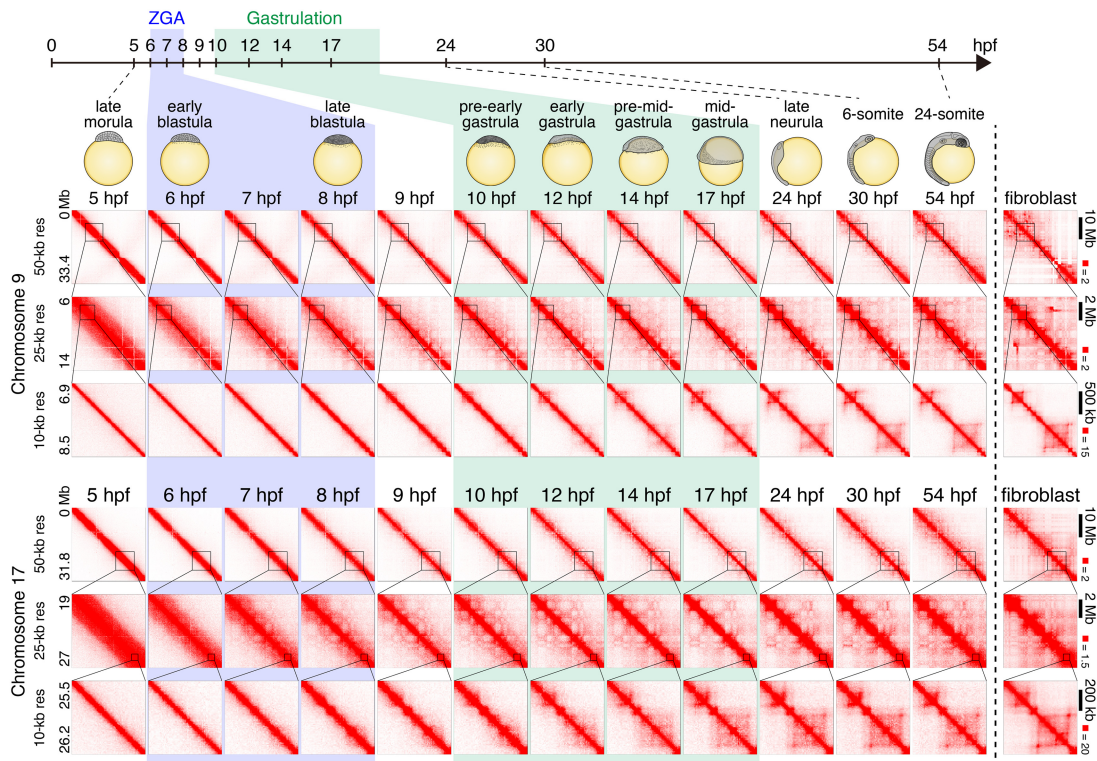 ZGA Gastrulation
0 5 6 7 8 9 10 12 14 17 24 30 54 hpf
late morula
early blastula
late blastula
pre-early gastrula
early gastrula
pre-mid-gastrula
mid-gastrula
late neurula
6-somite
24-somite
5 hpf 6 hpf 7 hpf 8 hpf 9 hpf 10 hpf 12 hpf 14 hpf 17 hpf 24 hpf 30 hpf 54 hpf fibroblast
Chromosome 9
50-kb res
0 Mb
33.4
10 Mb
= 2
25-kb res
6
14
2 Mb
= 2
10-kb res
6.9
8.5
500 kb
= 15
5 hpf 6 hpf 7 hpf 8 hpf 9 hpf 10 hpf 12 hpf 14 hpf 17 hpf 24 hpf 30 hpf 54 hpf fibroblast
Chromosome 17
50-kb res
0 Mb
31.8
10 Mb
= 2
25-kb res
19
27
2 Mb
= 1.5
10-kb res
25.5
26.2
200 kb
= 20